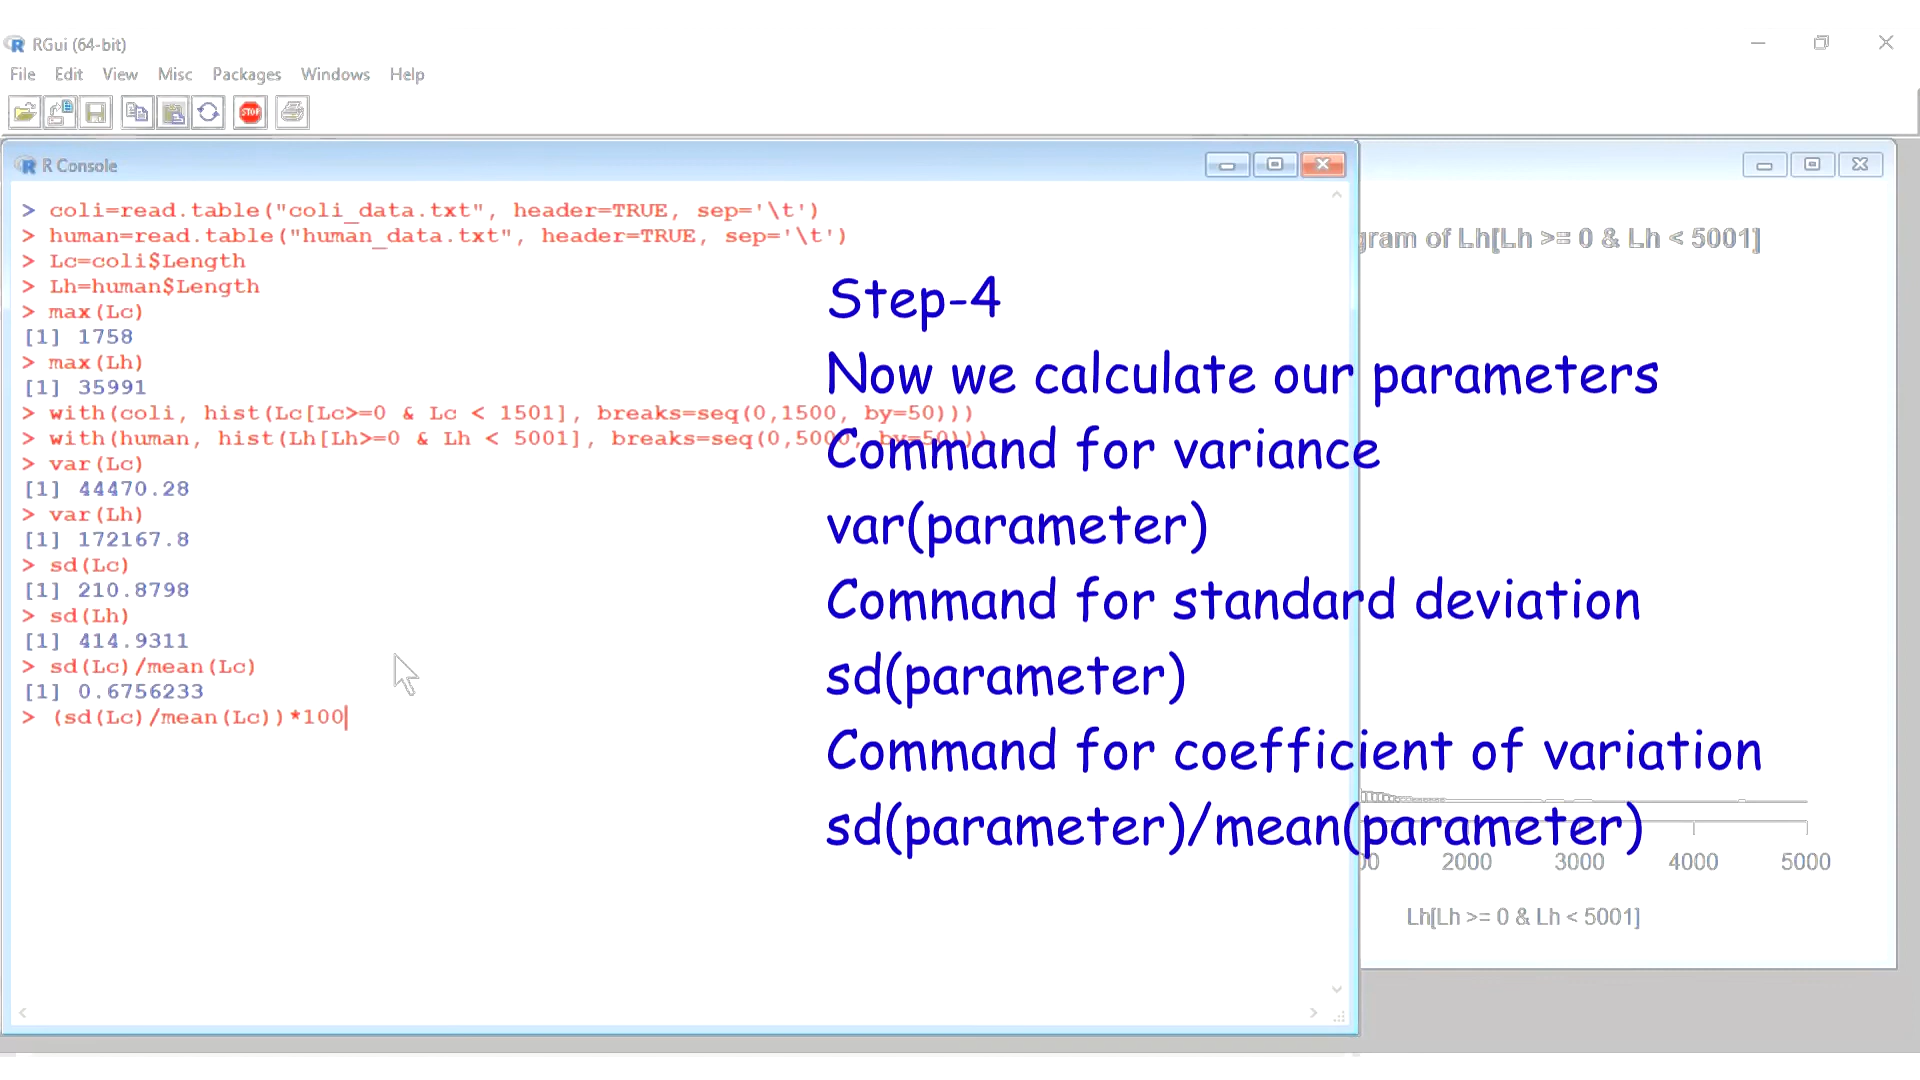 RGui (64-bit)
File Edit View Misc Packages Windows Help
STOP
R Console
> coli=read.table("coli_data.txt", header=TRUE, sep='\t')
> human=read.table("human_data.txt", header=TRUE, sep='\t')
> Lc=coli$Length
> Lh=human$Length
> max(Lc)
[1] 1758
> max(Lh)
[1] 35991
> with(coli, hist(Lc[Lc>=0 & Lc < 1501], breaks=seq(0,1500, by=50)))
> with(human, hist(Lh[Lh>=0 & Lh < 5001], breaks=seq(0,5000, by=50)))
> var(Lc)
[1] 44470.28
> var(Lh)
[1] 172167.8
> sd(Lc)
[1] 210.8798
> sd(Lh)
[1] 414.9311
> sd(Lc)/mean(Lc)
[1] 0.6756233
> (sd(Lc)/mean(Lc))*100
Step-4
Now we calculate our parameters
Command for variance
var(parameter)
Command for standard deviation
sd(parameter)
Command for coefficient of variation
sd(parameter)/mean(parameter)
gram of Lh[Lh >= 0 & Lh < 5001]
00 2000 3000 4000 5000
Lh[Lh >= 0 & Lh < 5001]